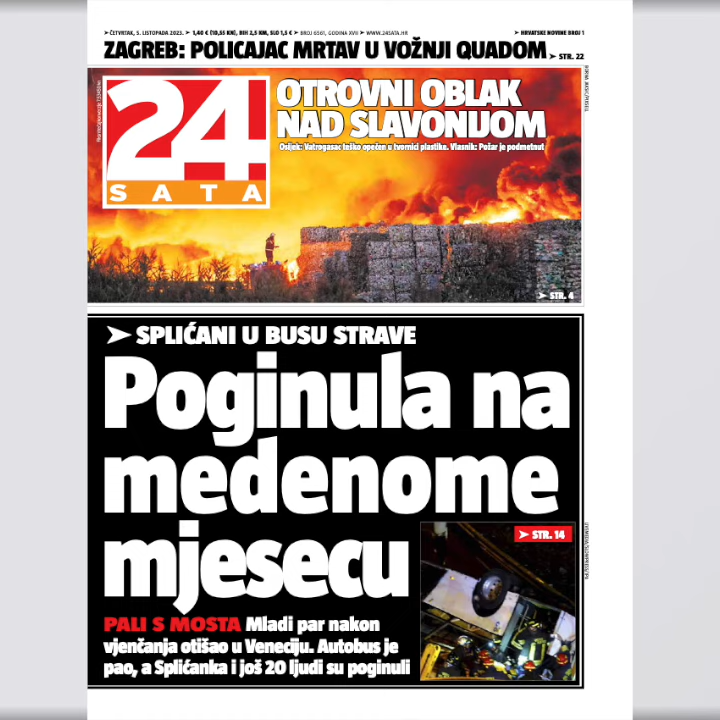 ➤ČETVRTAK, 5. LISTOPADA 2023. ➤ 1,40 € (10,55 KN), BIH 2,5 KM, SLO 1,5 € ➤ BROJ 6561, GODINA XVII ➤ WWW.24SATA.HR ➤ HRVATSKE NOVINE BROJ 1
ZAGREB: POLICAJAC MRTAV U VOŽNJI QUADOM ➤ STR. 22
24
SATA
OTROVNI OBLAK
NAD SLAVONIJOM
Osijek: Vatrogasac teško opečen u tvornici plastike. Vlasnik: Požar je podmetnut
➤ STR. 4
➤ SPLIĆANI U BUSU STRAVE
Poginula na
medenome
mjesecu
➤ STR. 14
PALI S MOSTA Mladi par nakon
vjenčanja otišao u Veneciju. Autobus je
pao, a Splićanka i još 20 ljudi su poginuli